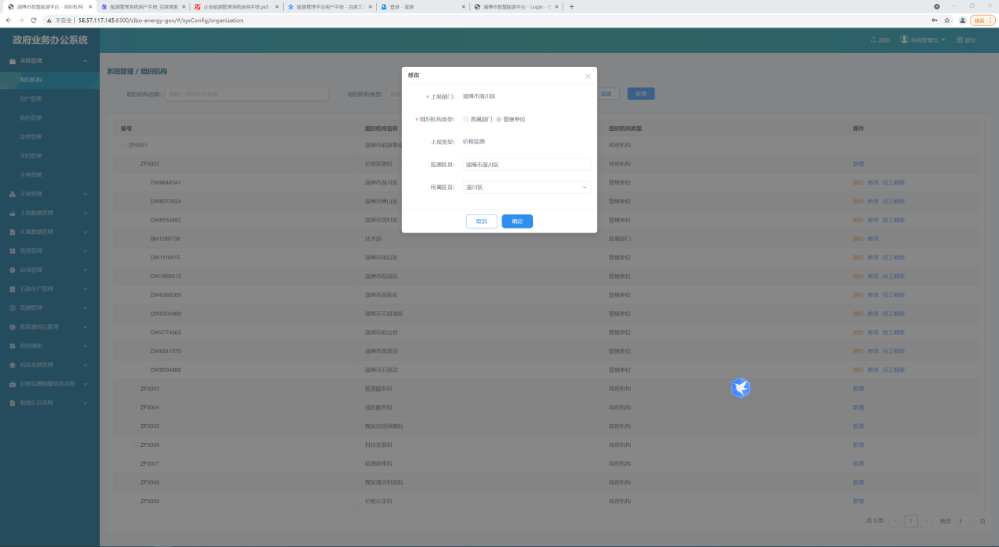 淄博市智慧能源平台 - 组织机构
能源管理系统用户手册_百度搜索
企业能源管理系统使用手册.pdf
能源管理平台用户手册 - 百度文
登录 - 蓝湖
淄博市智慧能源平台 - Login -
不安全 | 58.57.117.145:8300/zibo-energy-gov/#/sysConfig/organization
错误
政府业务办公系统
消息 政府管理员 退出
系统管理
组织机构
用户管理
角色管理
菜单管理
文档管理
字典管理
企业管理
上报数据管理
矢量数据管理
管道管理
站场管理
石油生产管理
监测管理
新能源项目管理
消息通知
科技发展管理
价格监测预警信息系统
数据汇总系统
系统管理 / 组织机构
组织机构名称: 请输入组织机构名称 组织机构类型: 重置 新增
编号 组织机构名称 组织机构类型 操作
ZF0001 政府机构
ZF0002 价格监测科 政府机构 新增
DW9848341 淄博市淄川区 管辖单位 删除 修改 员工明细
DW8070524 淄博市博山区 管辖单位 删除 修改 员工明细
DW6554682 淄博市周村区 管辖单位 删除 修改 员工明细
BM1269736 技术部 直属部门 删除 修改
DW1119915 淄博市张店区 管辖单位 删除 修改 员工明细
DW1868512 淄博市临淄区 管辖单位 删除 修改 员工明细
DW9399269 淄博市高新区 管辖单位 删除 修改 员工明细
DW5004989 淄博市文昌湖区 管辖单位 删除 修改 员工明细
DW4774863 淄博市桓台县 管辖单位 删除 修改 员工明细
DW9541575 淄博市高青县 管辖单位 删除 修改 员工明细
DW9594689 淄博市沂源县 管辖单位 删除 修改 员工明细
ZF0003 管道服务科 政府机构 新增
ZF0004 油区服务科 政府机构 新增
ZF0005 煤炭供应保障科 政府机构 新增
ZF0006 科技发展科 政府机构 新增
ZF0007 能源政策科 政府机构 新增
ZF0008 煤炭清洁利用科 政府机构 新增
ZF0009 价格认定科 政府机构 新增
共 0 条 < 1 > 跳至 1 页
修改
* 上级部门: 淄博市淄川区
* 组织机构类型: 直属部门 管辖单位
上报类型: 价格监测
监测区县: 淄博市淄川区
所属区县: 淄川区
取消 确定